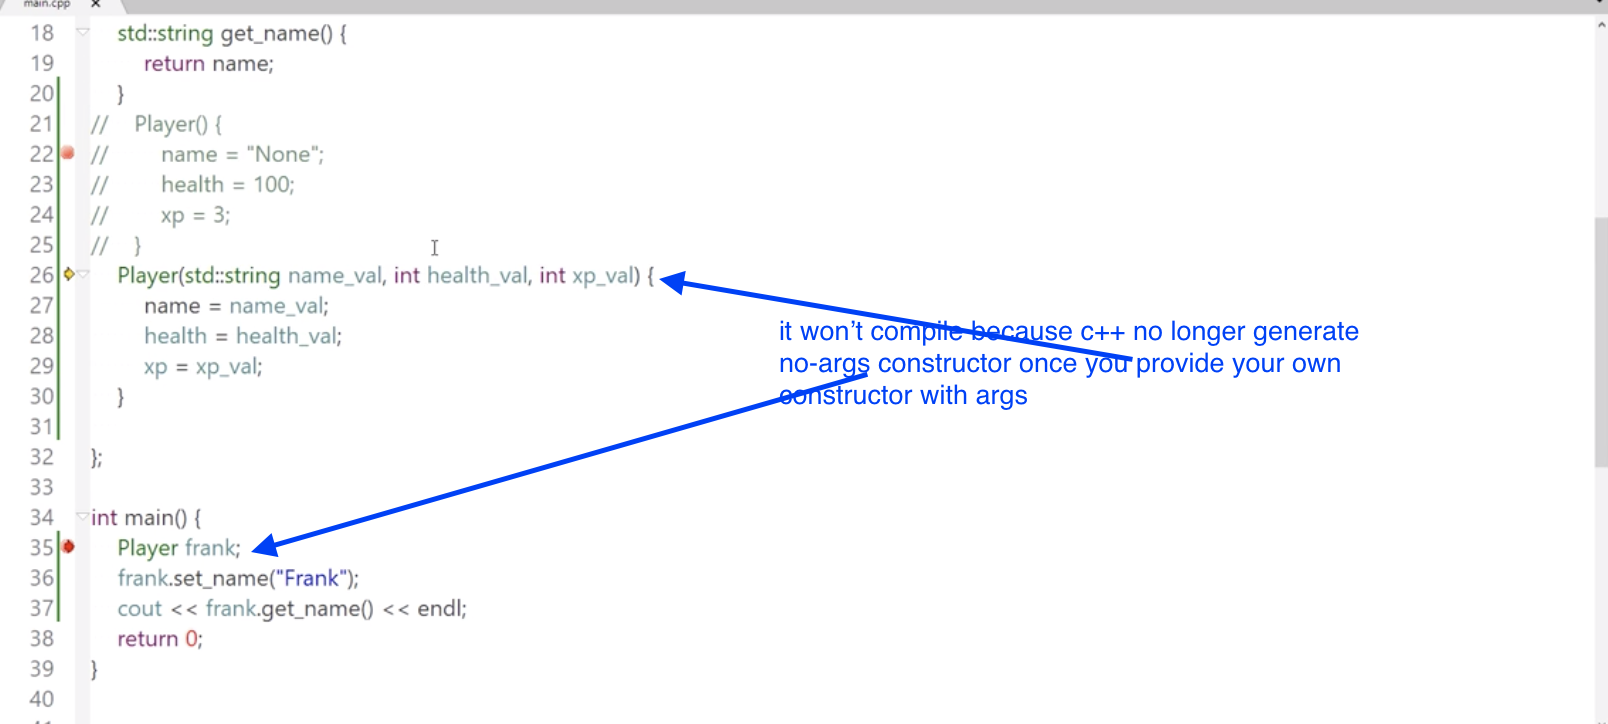 main.cpp ×
18 std::string get_name() {
19 return name;
20 }
21 // Player() {
22 // name = "None";
23 // health = 100;
24 // xp = 3;
25 // }
26 Player(std::string name_val, int health_val, int xp_val) {
27 name = name_val;
28 health = health_val;
29 xp = xp_val;
30 }
31
32 };
33
34 int main() {
35 Player frank;
36 frank.set_name("Frank");
37 cout << frank.get_name() << endl;
38 return 0;
39 }
40
it won’t compile because c++ no longer generate
no-args constructor once you provide your own
constructor with args